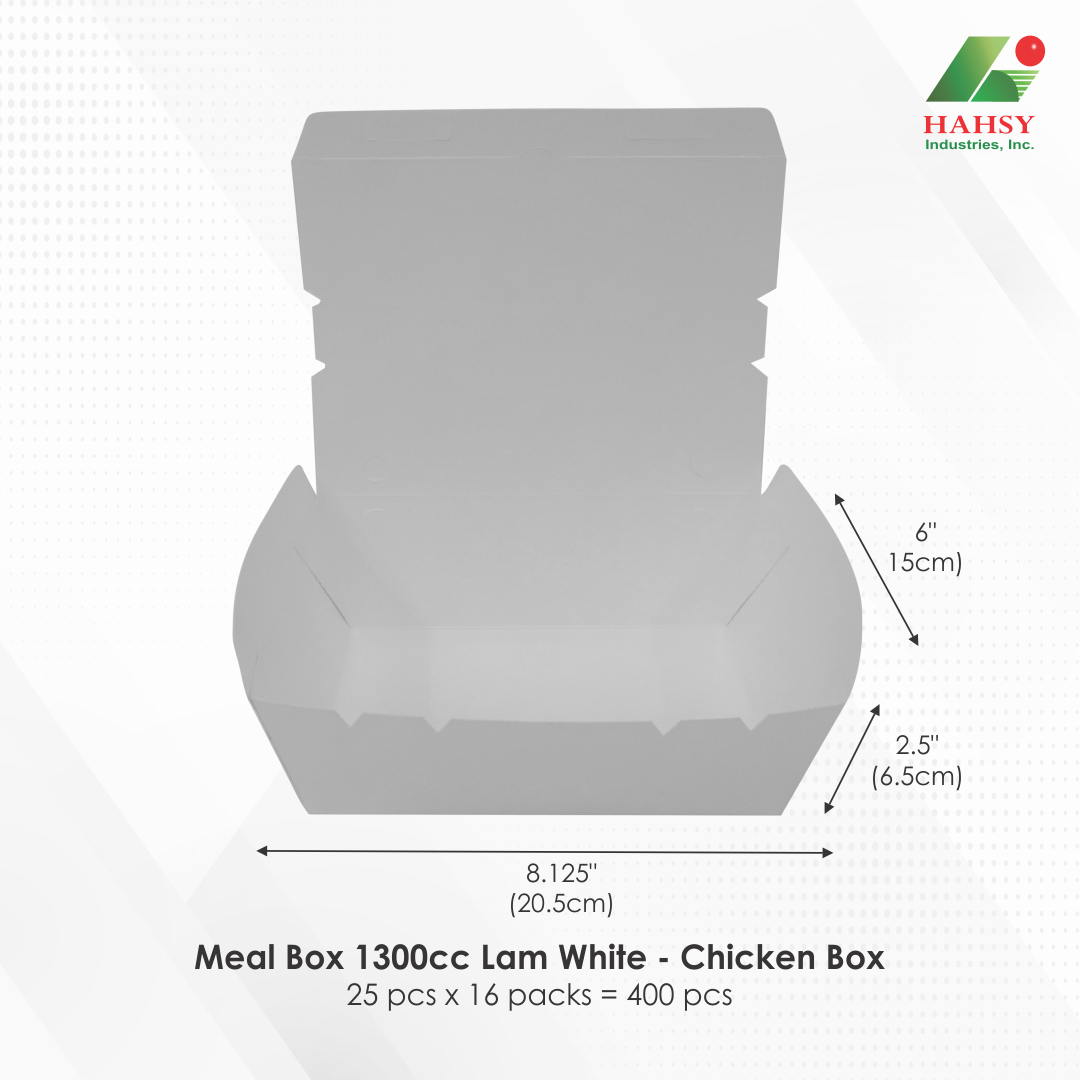 HAHSY
Industries, Inc.
6"
15cm)
2.5"
(6.5cm)
8.125"
(20.5cm)
Meal Box 1300cc Lam White - Chicken Box
25 pcs x 16 packs = 400 pcs